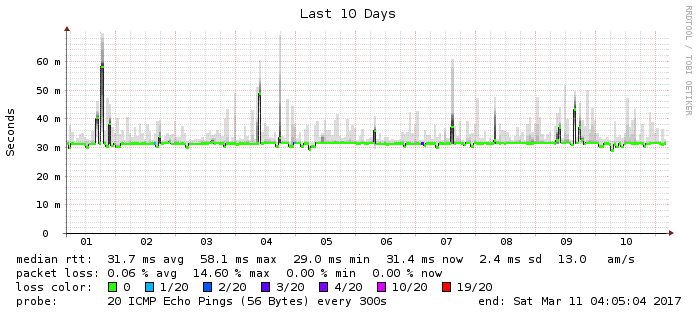 Last 10 Days
RRDTOOL / TOBI OETIKER
Seconds
60 m
50 m
40 m
30 m
20 m
10 m
0
01 02 03 04 05 06 07 08 09 10
median rtt: 31.7 ms avg 58.1 ms max 29.0 ms min 31.4 ms now 2.4 ms sd 13.0 am/s
packet loss: 0.06 % avg 14.60 % max 0.00 % min 0.00 % now
loss color: 0 1/20 2/20 3/20 4/20 10/20 19/20
probe: 20 ICMP Echo Pings (56 Bytes) every 300s end: Sat Mar 11 04:05:04 2017